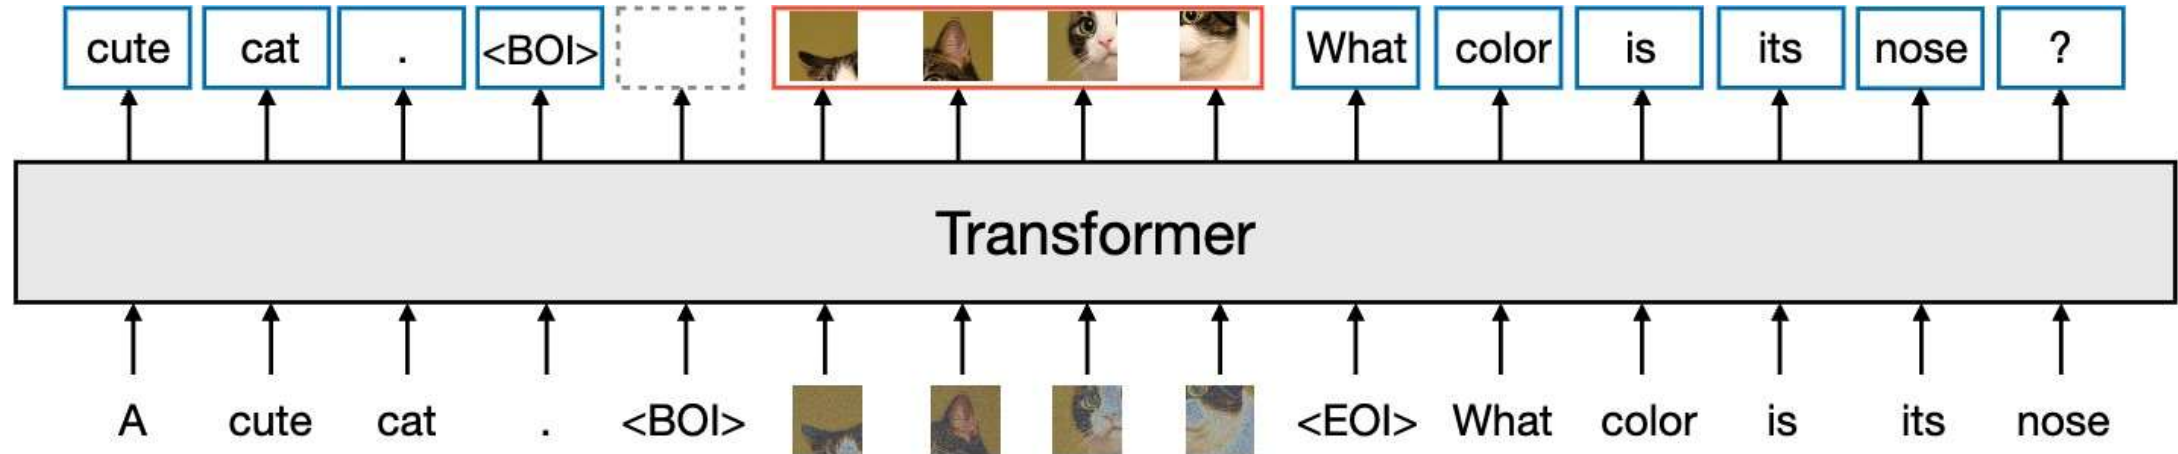 cute cat . <BOI> What color is its nose ?
Transformer
A cute cat . <BOI> <EOI> What color is its nose